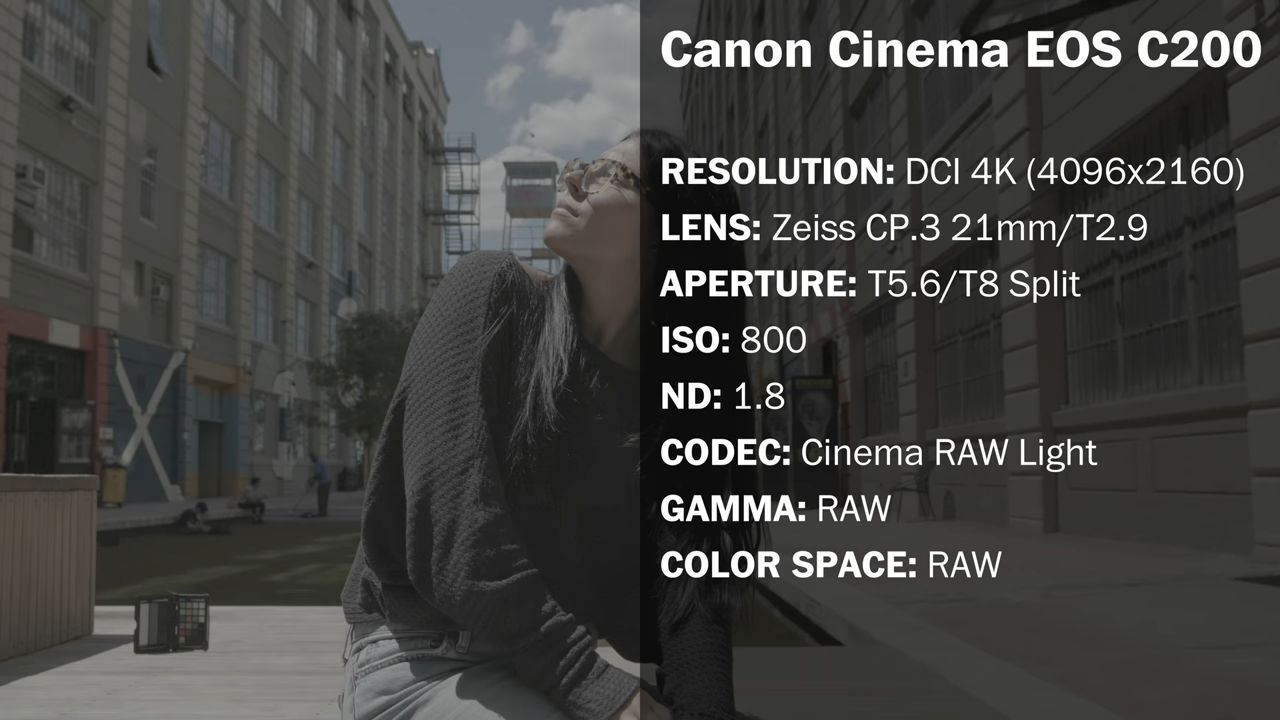 Canon Cinema EOS C200
RESOLUTION: DCI 4K (4096x2160)
LENS: Zeiss CP.3 21mm/T2.9
APERTURE: T5.6/T8 Split
ISO: 800
ND: 1.8
CODEC: Cinema RAW Light
GAMMA: RAW
COLOR SPACE: RAW